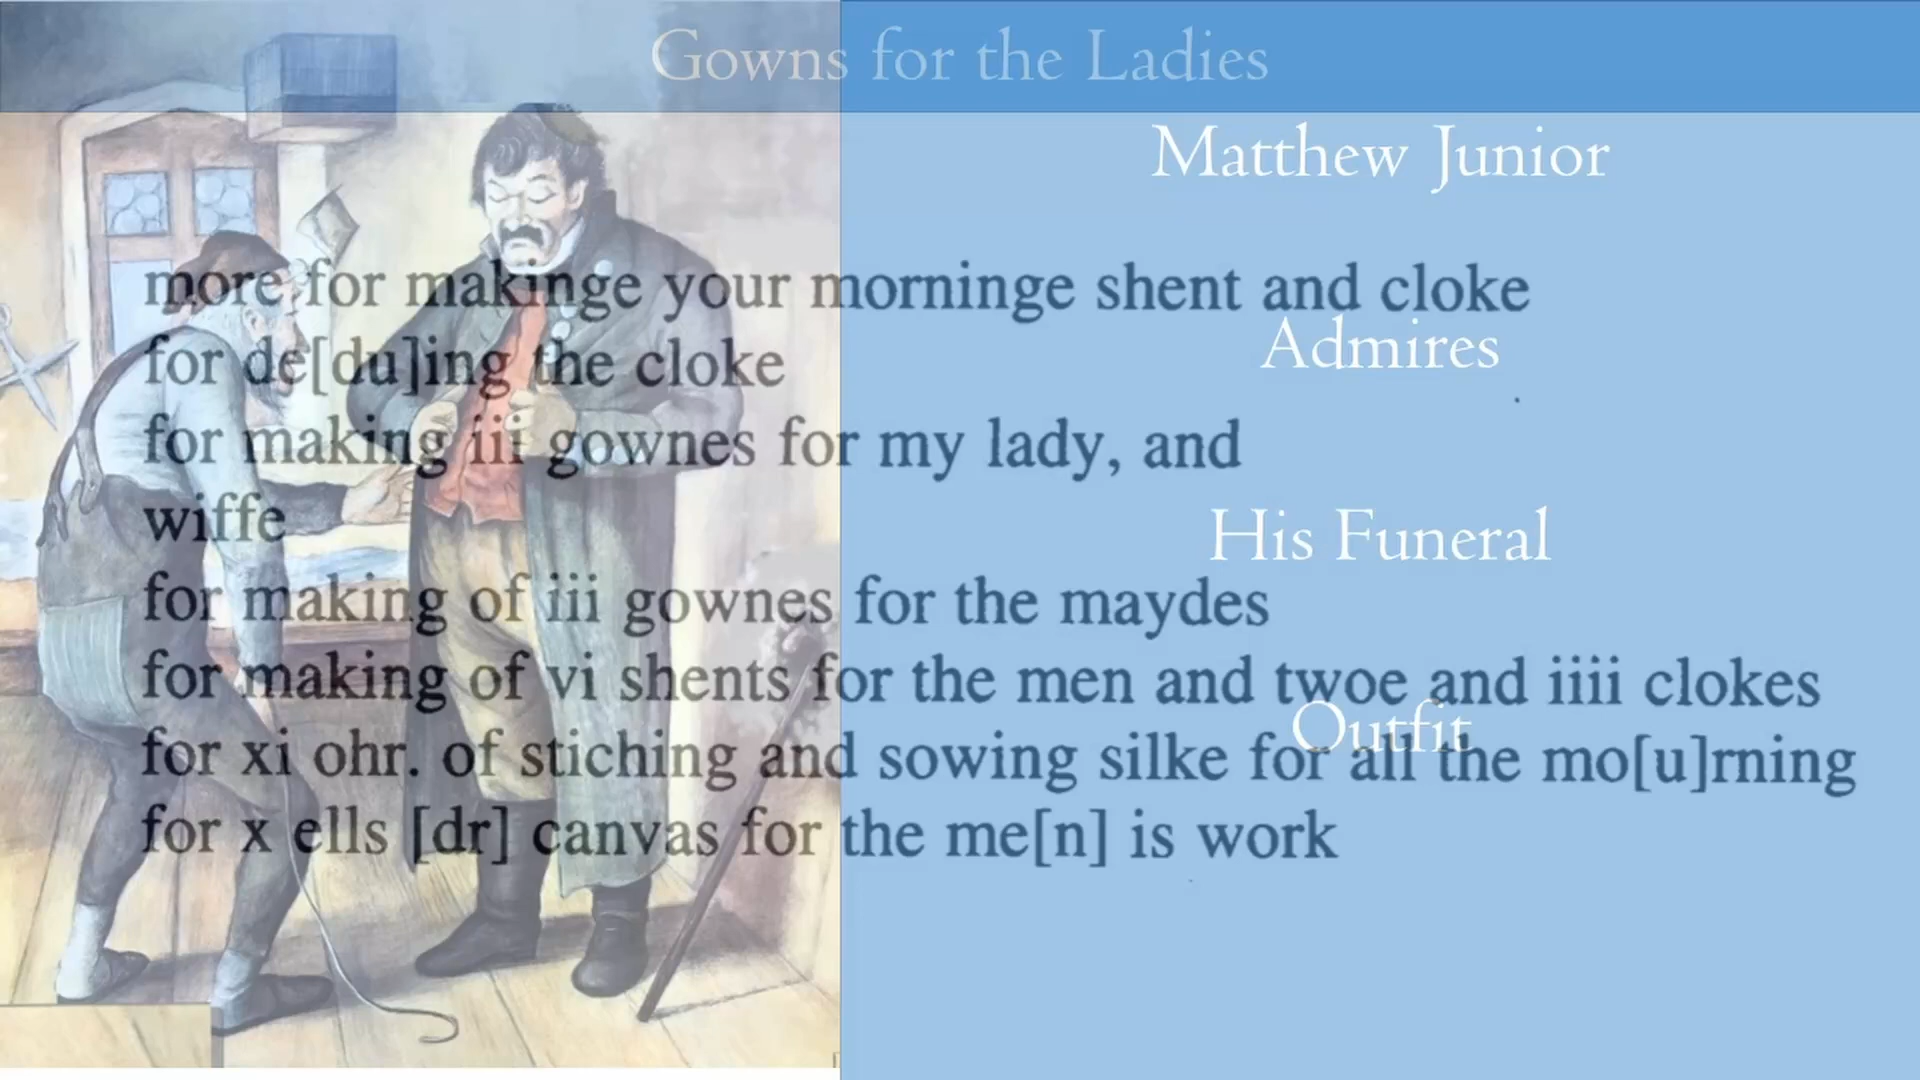 Gowns for the Ladies
Matthew Junior
Admires
His Funeral
Outfit
more for makinge your morninge shent and cloke
for de[du]ing the cloke
for making iii gownes for my lady, and
wiffe
for making of iii gownes for the maydes
for making of vi shents for the men and twoe and iiii clokes
for xi ohr. of stiching and sowing silke for all the mo[u]rning
for x ells [dr] canvas for the me[n] is work